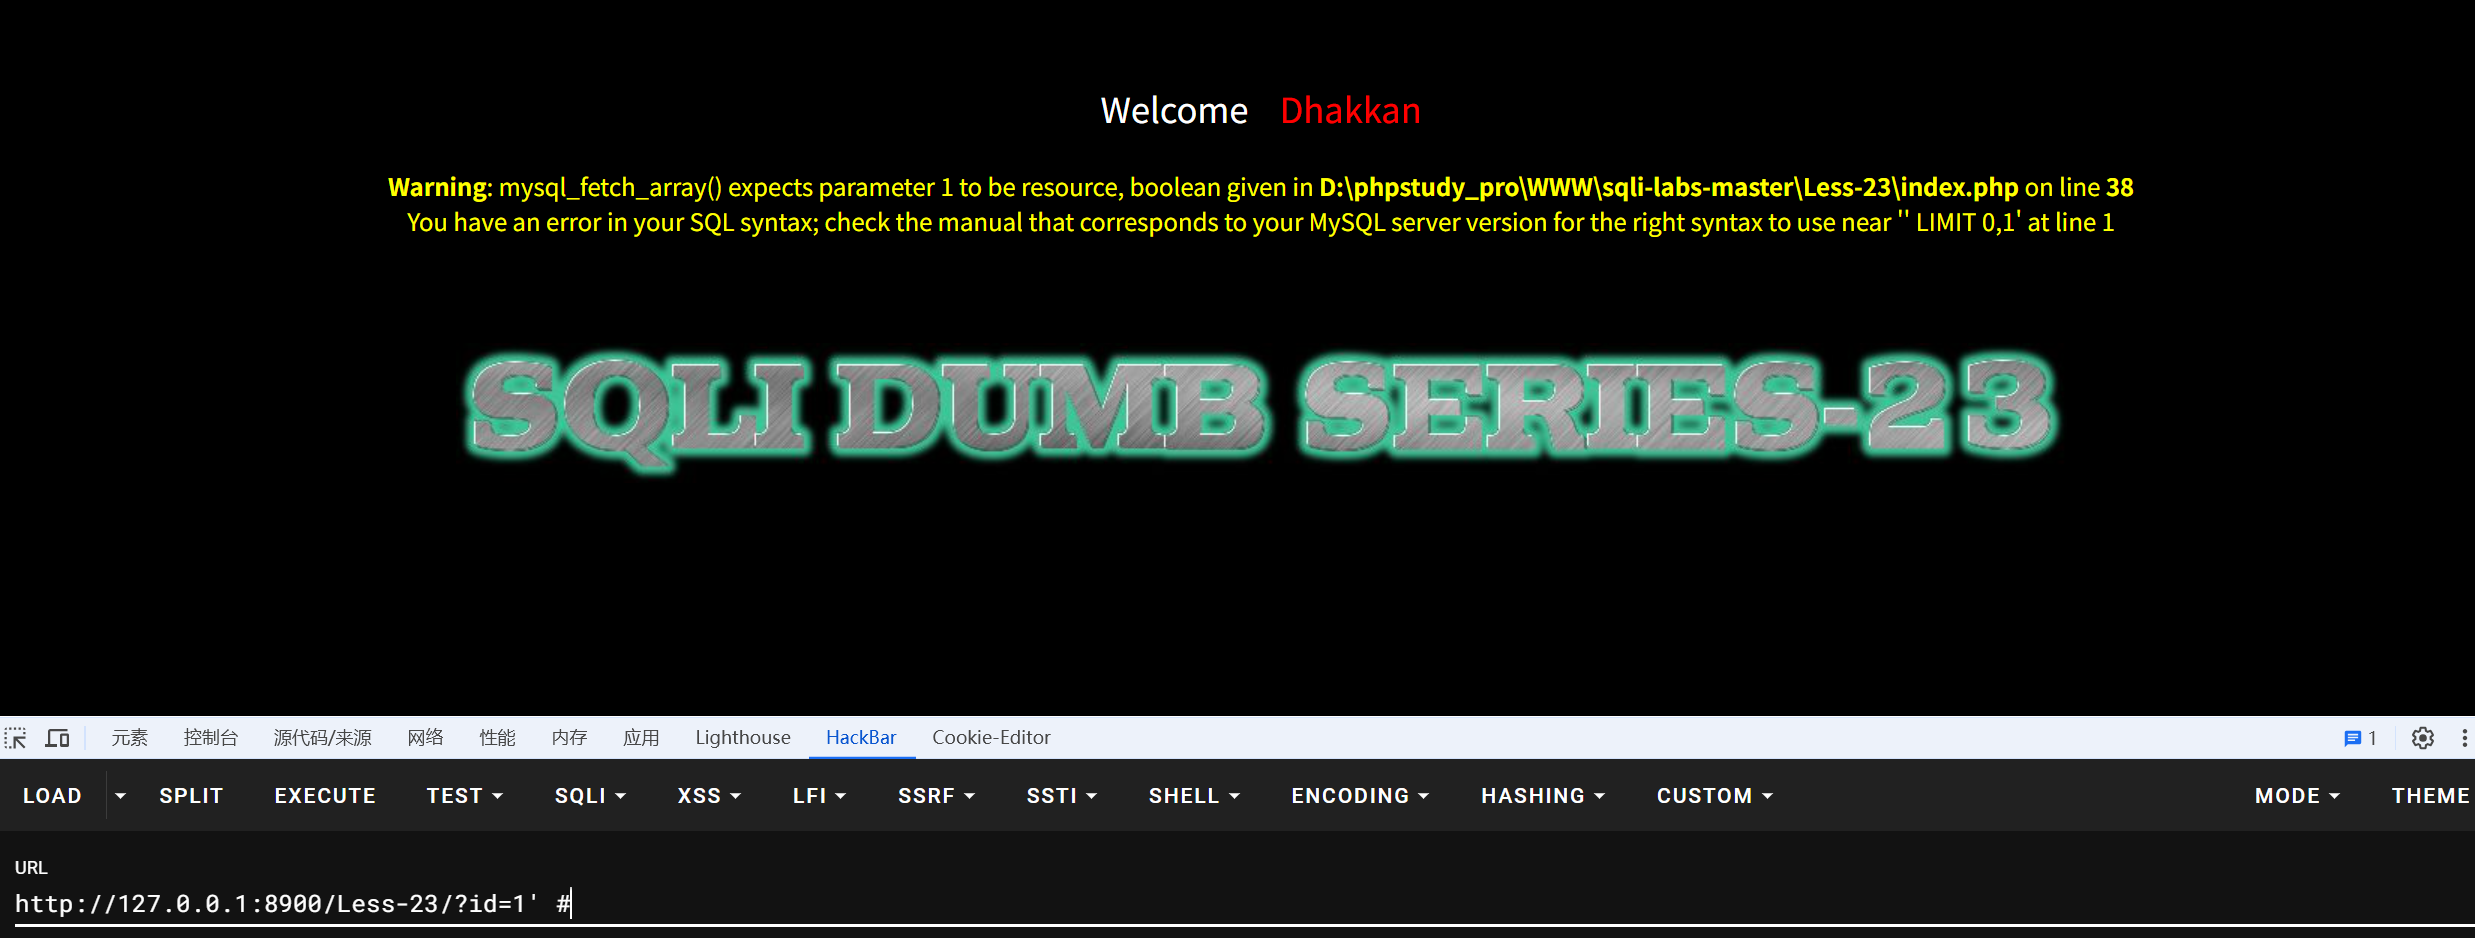 Welcome Dhakkan
Warning: mysql_fetch_array() expects parameter 1 to be resource, boolean given in D:\phpstudy_pro\WWW\sqli-labs-master\Less-23\index.php on line 38
You have an error in your SQL syntax; check the manual that corresponds to your MySQL server version for the right syntax to use near '' LIMIT 0,1' at line 1
SQLI DUMB SERIES-23
元素 控制台 源代码/来源 网络 性能 内存 应用 Lighthouse HackBar Cookie-Editor 1
LOAD SPLIT EXECUTE TEST SQLI XSS LFI SSRF SSTI SHELL ENCODING HASHING CUSTOM MODE THEME
URL
http://127.0.0.1:8900/Less-23/?id=1' #